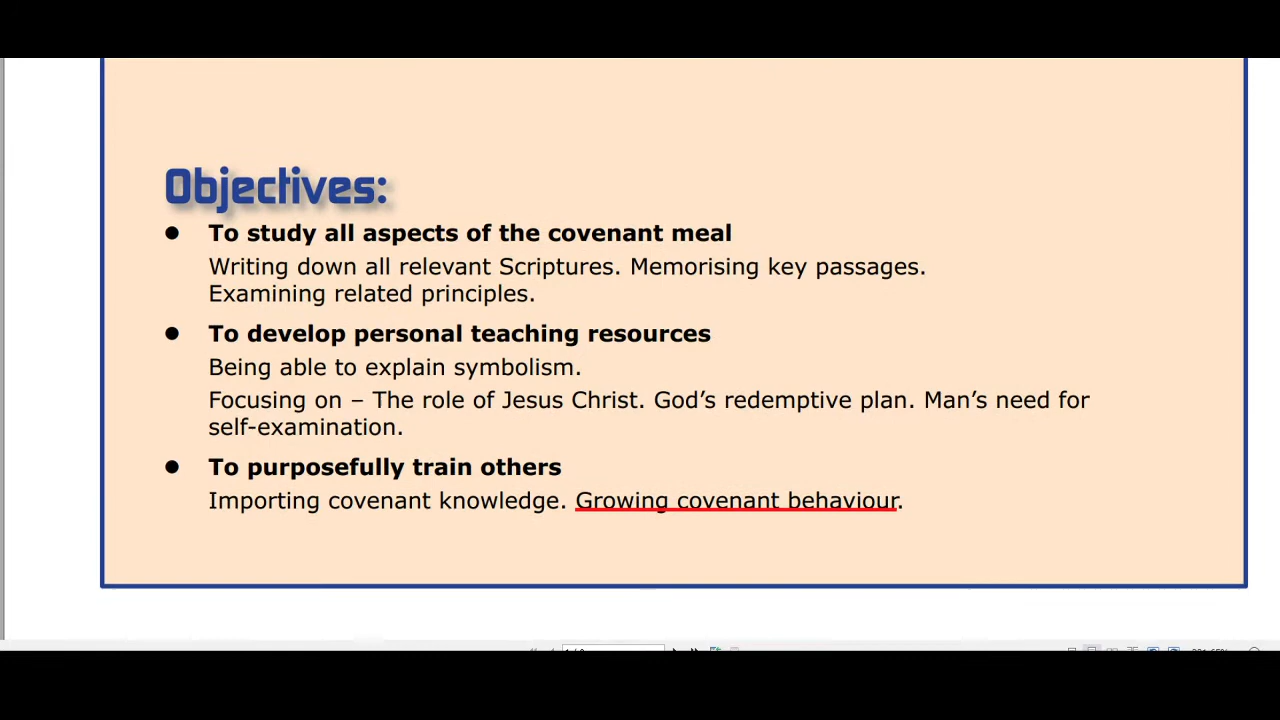 Objectives:
● To study all aspects of the covenant meal
Writing down all relevant Scriptures. Memorising key passages.
Examining related principles.
● To develop personal teaching resources
Being able to explain symbolism.
Focusing on – The role of Jesus Christ. God’s redemptive plan. Man’s need for
self-examination.
● To purposefully train others
Importing covenant knowledge. Growing covenant behaviour.